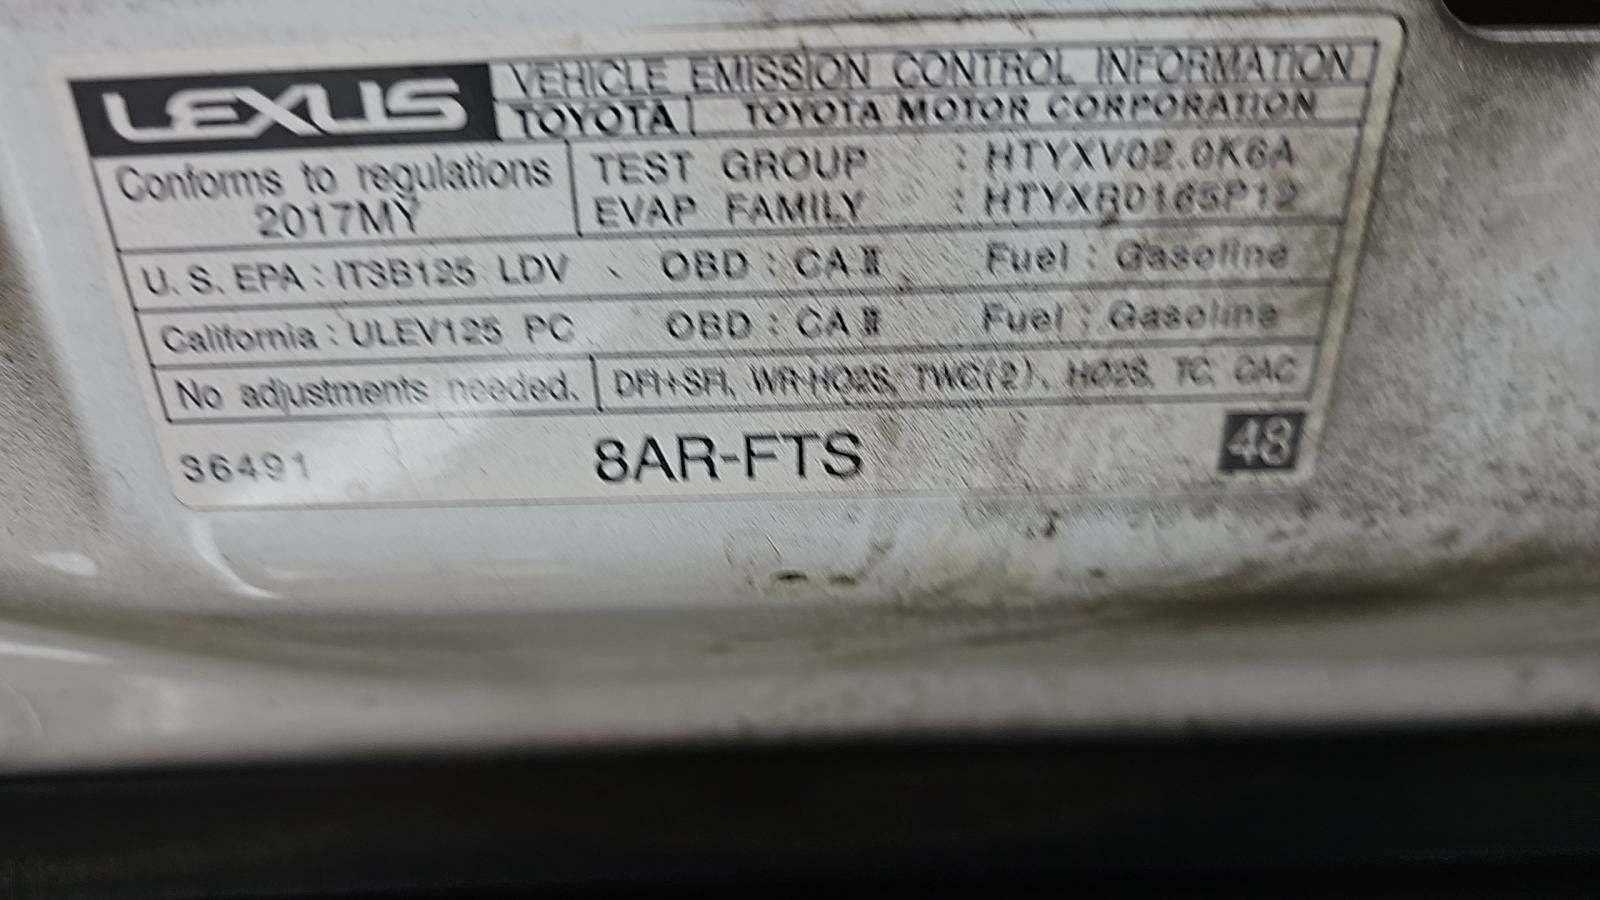 LEXUS VEHICLE EMISSION CONTROL INFORMATION
TOYOTA TOYOTA MOTOR CORPORATION
Conforms to regulations
2017MY
TEST GROUP : HTYXV02.0K6A
EVAP FAMILY : HTYXR0165P12
U. S. EPA : IT3B125 LDV . OBD : CA II Fuel : Gasoline
California : ULEV125 PC OBD : CA II Fuel : Gasoline
No adjustments needed. DFI+SFI, WR-HO2S, TWC(2), HO2S, TC, CAC
36491 8AR-FTS 48